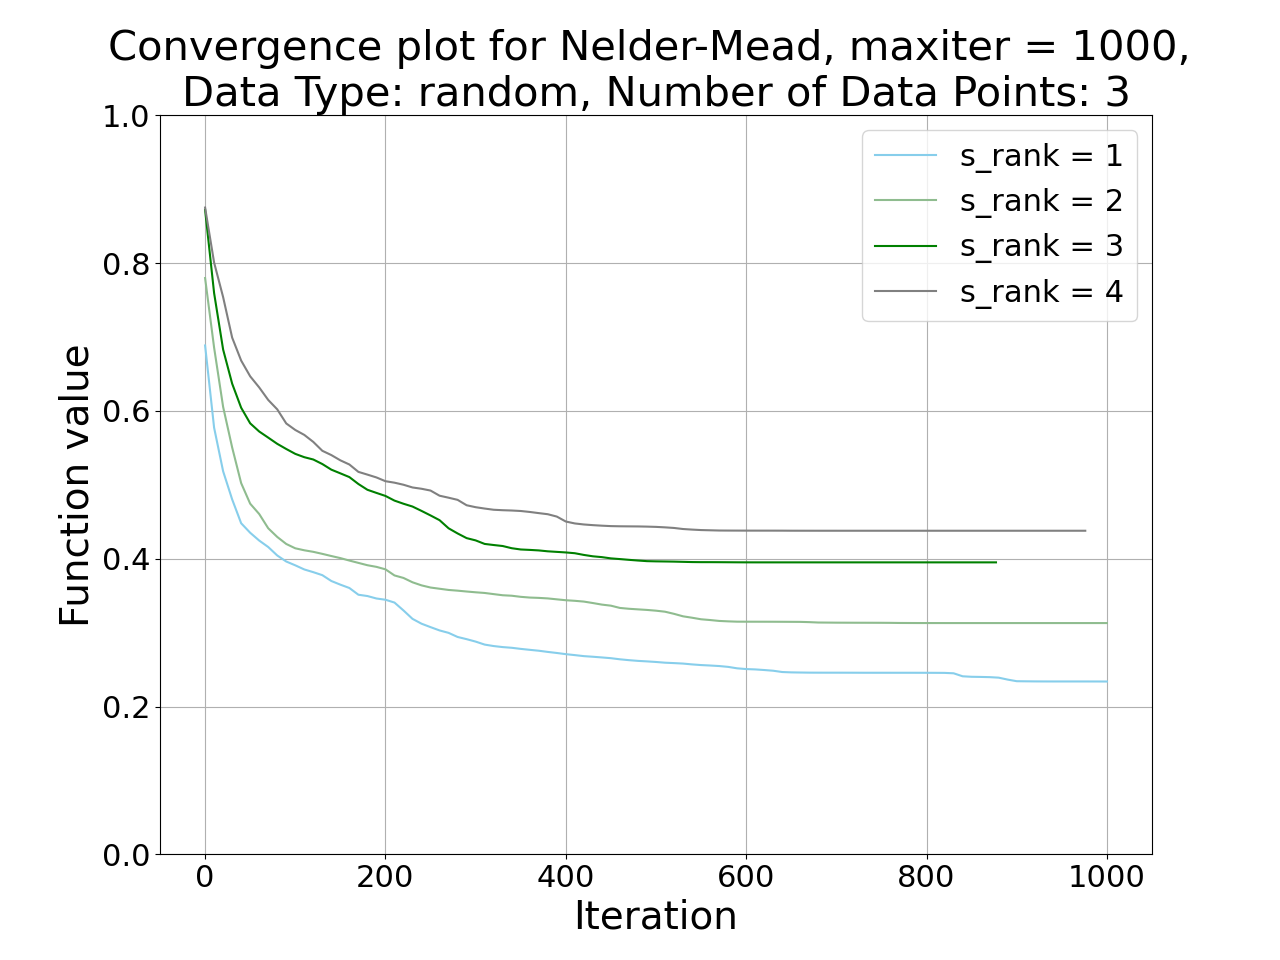 Convergence plot for Nelder-Mead, maxiter = 1000,
Data Type: random, Number of Data Points: 3
1.0
0.8
0.6
0.4
0.2
0.0
Function value
s_rank = 1
s_rank = 2
s_rank = 3
s_rank = 4
0
200
400
600
800
1000
Iteration